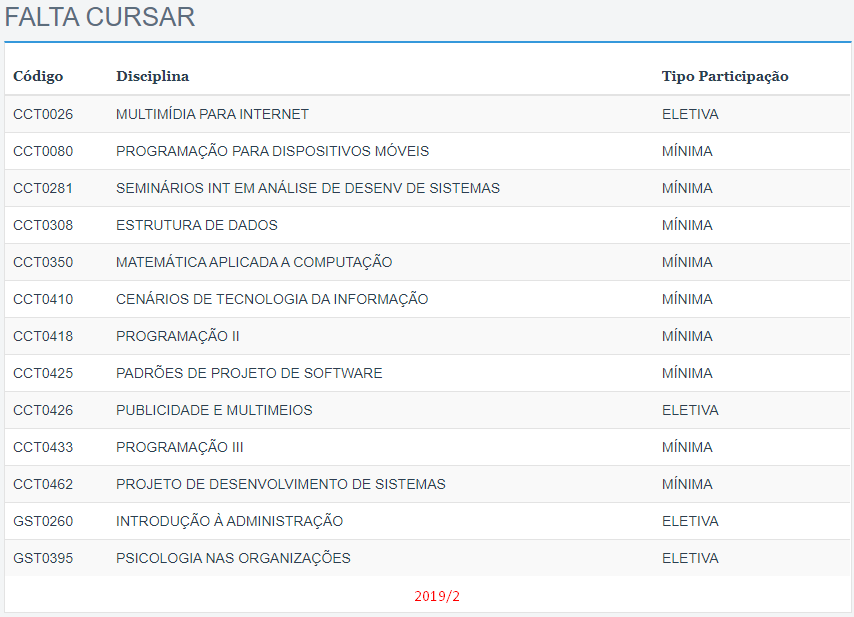 FALTA CURSAR
Código Disciplina Tipo Participação
CCT0026 MULTIMÍDIA PARA INTERNET ELETIVA
CCT0080 PROGRAMAÇÃO PARA DISPOSITIVOS MÓVEIS MÍNIMA
CCT0281 SEMINÁRIOS INT EM ANÁLISE DE DESENV DE SISTEMAS MÍNIMA
CCT0308 ESTRUTURA DE DADOS MÍNIMA
CCT0350 MATEMÁTICA APLICADA A COMPUTAÇÃO MÍNIMA
CCT0410 CENÁRIOS DE TECNOLOGIA DA INFORMAÇÃO MÍNIMA
CCT0418 PROGRAMAÇÃO II MÍNIMA
CCT0425 PADRÕES DE PROJETO DE SOFTWARE MÍNIMA
CCT0426 PUBLICIDADE E MULTIMEIOS ELETIVA
CCT0433 PROGRAMAÇÃO III MÍNIMA
CCT0462 PROJETO DE DESENVOLVIMENTO DE SISTEMAS MÍNIMA
GST0260 INTRODUÇÃO À ADMINISTRAÇÃO ELETIVA
GST0395 PSICOLOGIA NAS ORGANIZAÇÕES ELETIVA
2019/2